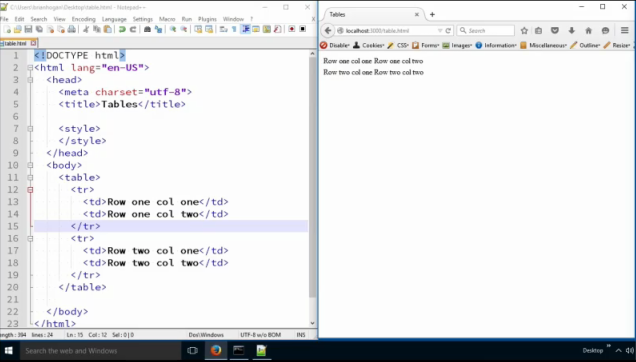 C:\Users\brianhogan\Desktop\table.html - Notepad++
File Edit Search View Encoding Language Settings Macro Run Plugins Window ?
table.html
1 <!DOCTYPE html>
2 <html lang="en-US">
3 <head>
4 <meta charset="utf-8">
5 <title>Tables</title>
6
7 <style>
8 </style>
9 </head>
10 <body>
11 <table>
12 <tr>
13 <td>Row one col one</td>
14 <td>Row one col two</td>
15 </tr>
16 <tr>
17 <td>Row two col one</td>
18 <td>Row two col two</td>
19 </tr>
20 </table>
21
22 </body>
23 </html>
length : 394 lines : 24 Ln : 15 Col : 12 Sel : 0 | 0 Dos\Windows UTF-8 w/o BOM INS
Tables
localhost:3000/table.html Search
Disable Cookies CSS Forms Images Information Miscellaneous Outline Resize
Row one col one Row one col two
Row two col one Row two col two
Search the web and Windows
Desktop